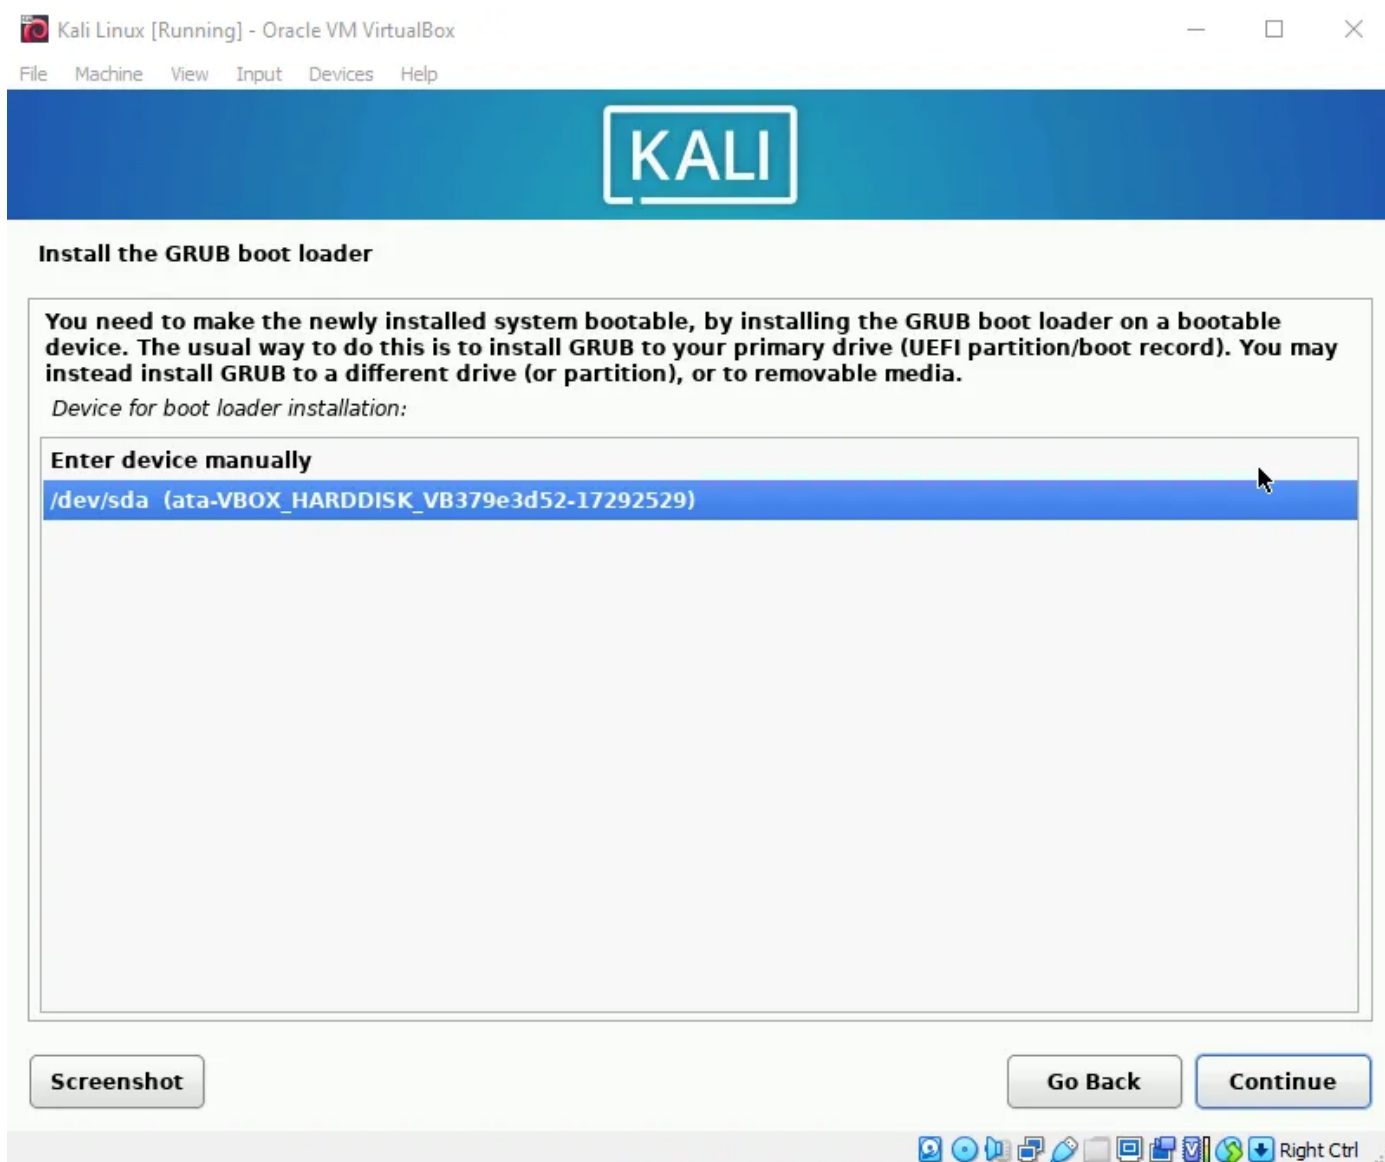 Kali Linux [Running] - Oracle VM VirtualBox
File Machine View Input Devices Help
KALI
Install the GRUB boot loader
You need to make the newly installed system bootable, by installing the GRUB boot loader on a bootable
device. The usual way to do this is to install GRUB to your primary drive (UEFI partition/boot record). You may
instead install GRUB to a different drive (or partition), or to removable media.
Device for boot loader installation:
Enter device manually
/dev/sda (ata-VBOX_HARDDISK_VB379e3d52-17292529)
Screenshot Go Back Continue
Right Ctrl